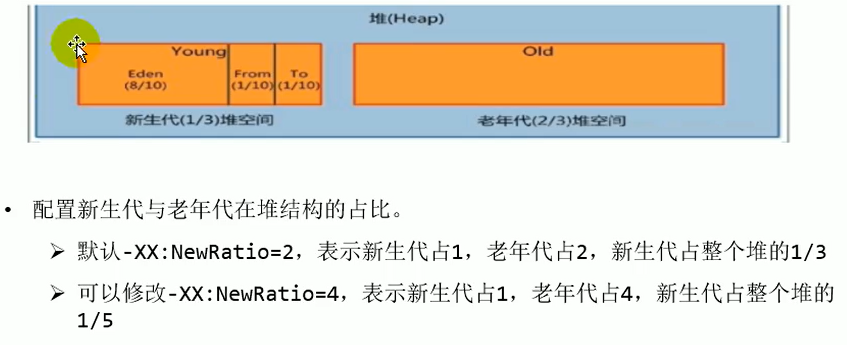 堆(Heap)
Young
Old
Eden
(8/10)
From
(1/10)
To
(1/10)
新生代(1/3)堆空间
老年代(2/3)堆空间
• 配置新生代与老年代在堆结构的占比。
➢ 默认-XX:NewRatio=2，表示新生代占1，老年代占2，新生代占整个堆的1/3
➢ 可以修改-XX:NewRatio=4，表示新生代占1，老年代占4，新生代占整个堆的
1/5